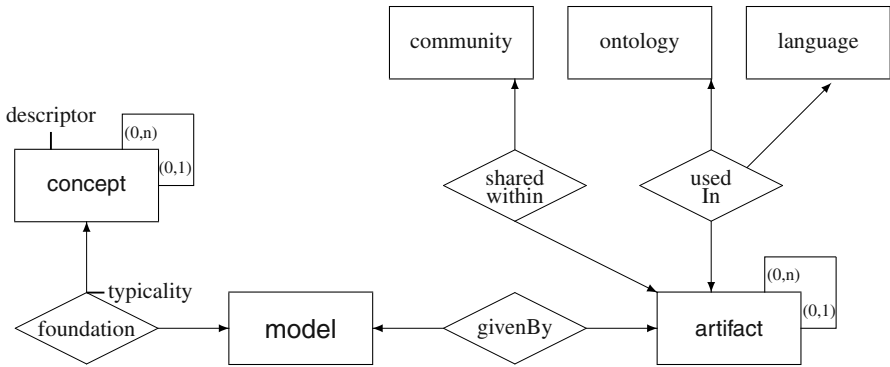 community
ontology
language
descriptor
(0,n)
(0,1)
concept
shared
within
used
In
typicality
(0,n)
(0,1)
foundation
model
givenBy
artifact